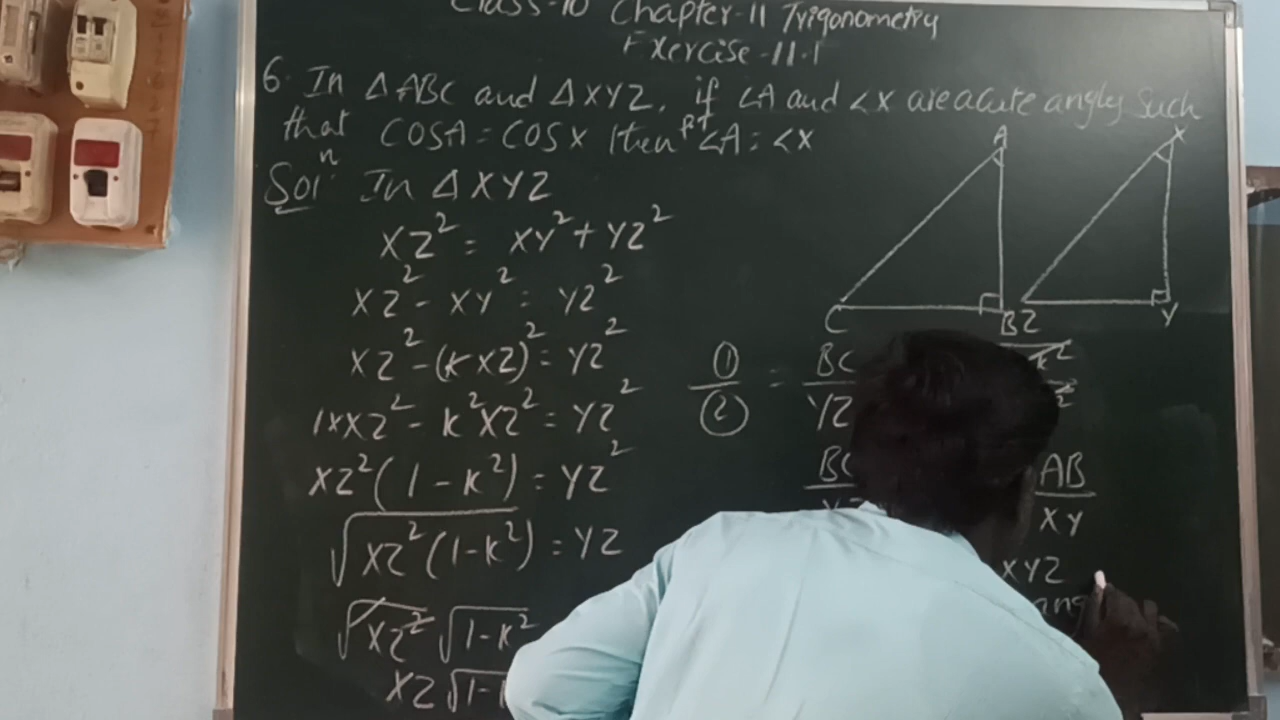 Class-10 Chapter-11 Trigonometry
Exercise-11.1
6. In ΔABC and ΔXYZ, if ∠A and ∠X are acute angles such
that COSA = COSX then PT ∠A = ∠X
Solⁿ In ΔXYZ
XZ² = XY² + YZ²
XZ² - XY² = YZ²
XZ² - (KXZ)² = YZ²
1×XZ² - K²XZ² = YZ²
XZ²(1 - K²) = YZ²
√XZ²(1-K²) = YZ
√XZ² √1-K²
XZ √1-
A
X
C
B Z
Y
①/② = BC/YZ
BC
AB/XY
XYZ
ang